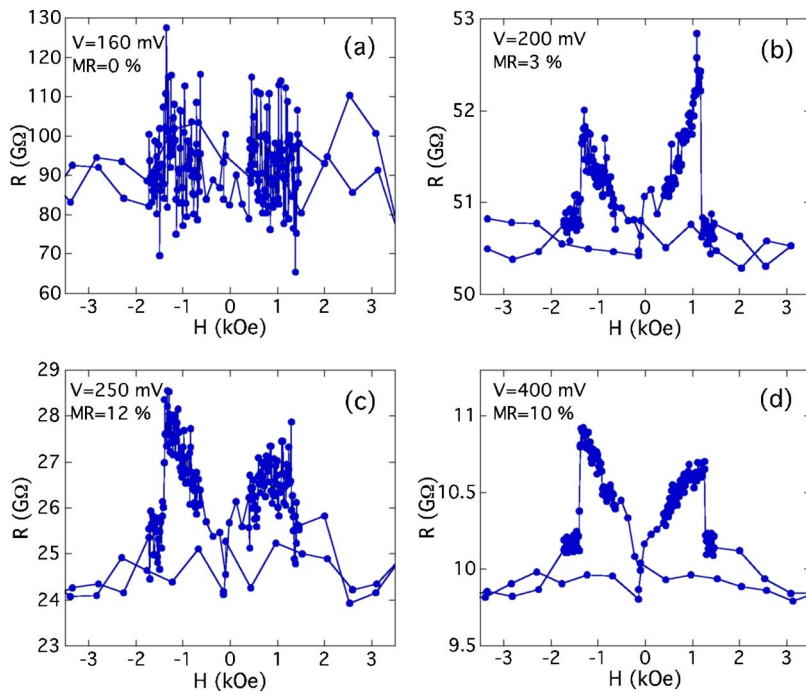 V=160 mV
MR=0 %
(a)
R (GΩ)
130
120
110
100
90
80
70
60
-3 -2 -1 0 1 2 3
H (kOe)
V=200 mV
MR=3 %
(b)
R (GΩ)
53
52
51
50
-3 -2 -1 0 1 2 3
H (kOe)
V=250 mV
MR=12 %
(c)
R (GΩ)
29
28
27
26
25
24
23
-3 -2 -1 0 1 2 3
H (kOe)
V=400 mV
MR=10 %
(d)
R (GΩ)
11
10.5
10
9.5
-3 -2 -1 0 1 2 3
H (kOe)